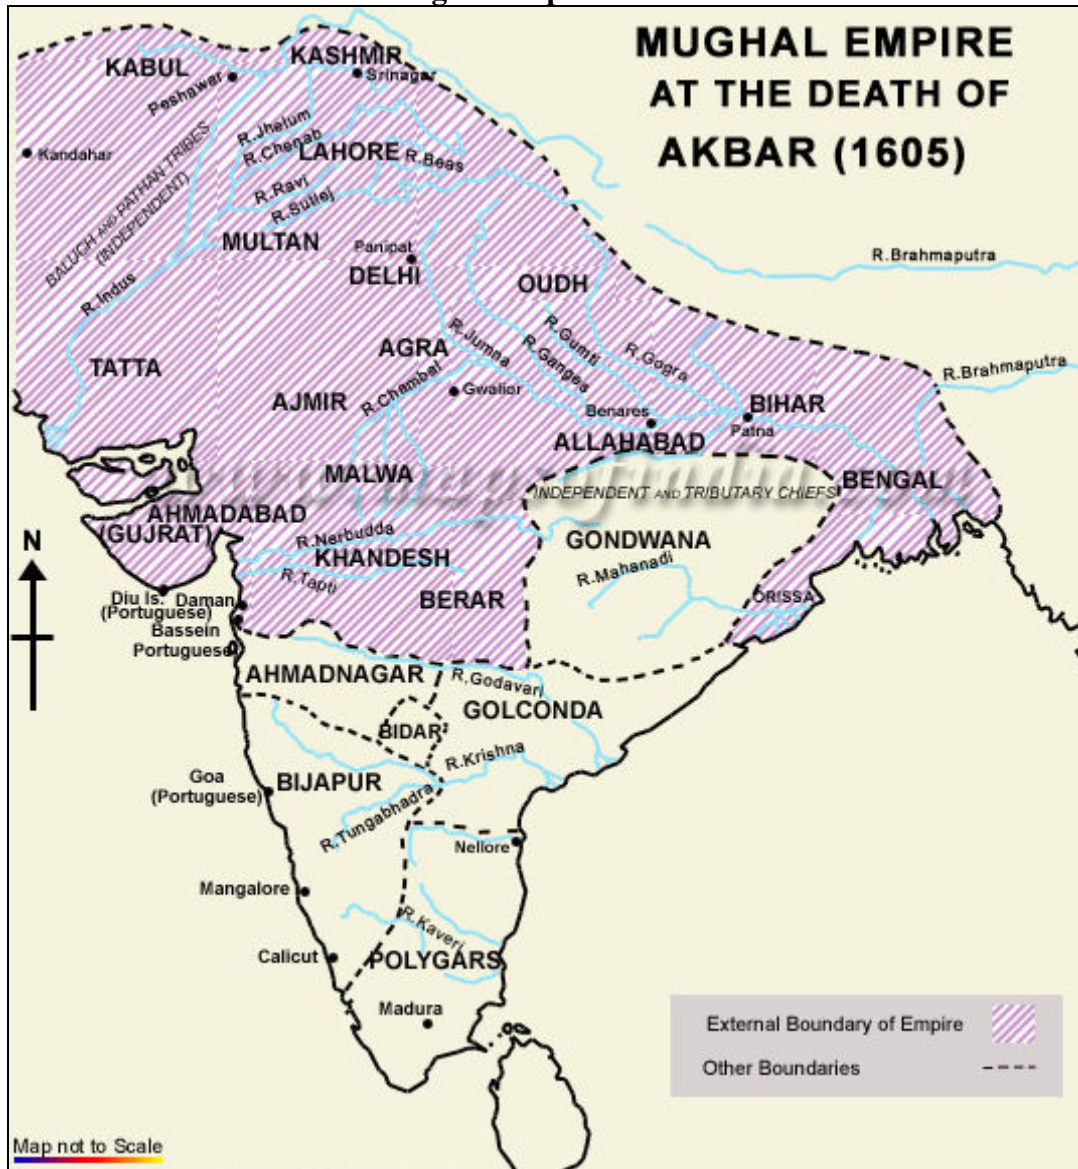 MUGHAL EMPIRE
AT THE DEATH OF
AKBAR (1605)
KABUL
KASHMIR
Srinagar
Peshawar
Kandahar
R.Jhelum
R.Chenab
LAHORE
R.Beas
R.Ravi
R.Sutlej
BALUCH AND PATHAN TRIBES
(INDEPENDENT)
MULTAN
Panipat
DELHI
OUDH
R.Brahmaputra
R.Indus
TATTA
AGRA
R.Jumna
R.Gumti
R.Ganges
R.Gogra
R.Brahmaputra
R.Chambal
Gwalior
AJMIR
Benares
BIHAR
Patna
ALLAHABAD
MALWA
BENGAL
INDEPENDENT AND TRIBUTARY CHIEFS
AHMADABAD
(GUJRAT)
R.Nerbudda
GONDWANA
KHANDESH
R.Tapti
R.Mahanadi
BERAR
ORISSA
N
Diu Is.
(Portuguese)
Daman
Bassein
Portuguese
AHMADNAGAR
R,Godavari
GOLCONDA
BIDAR
R.Krishna
Goa
(Portuguese)
BIJAPUR
R.Tungabhadra
Nellore
Mangalore
R.Kaveri
Calicut
POLYGARS
Madura
External Boundary of Empire
Other Boundaries
Map not to Scale